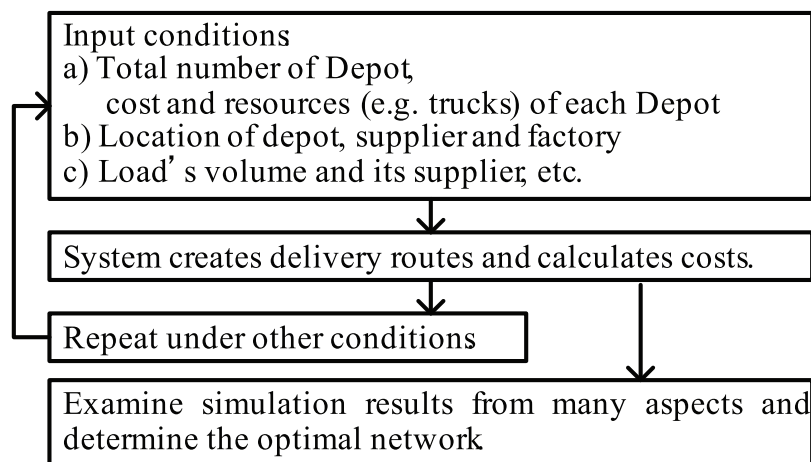 Input conditions:
a) Total number of Depot,
cost and resources (e.g. trucks) of each Depot
b) Location of depot, supplier and factory
c) Load’s volume and its supplier, etc.
System creates delivery routes and calculates costs.
Repeat under other conditions.
Examine simulation results from many aspects and
determine the optimal network.